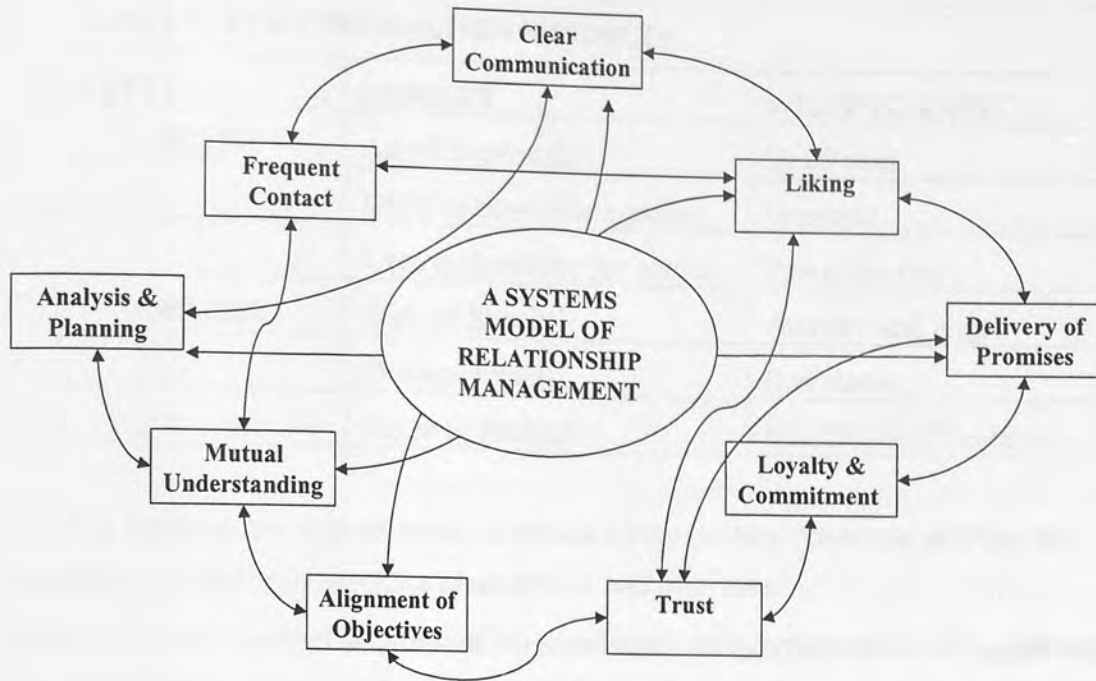 Clear
Communication
Frequent
Contact
Liking
Analysis &
Planning
A SYSTEMS
MODEL OF
RELATIONSHIP
MANAGEMENT
Delivery of
Promises
Mutual
Understanding
Loyalty &
Commitment
Alignment of
Objectives
Trust